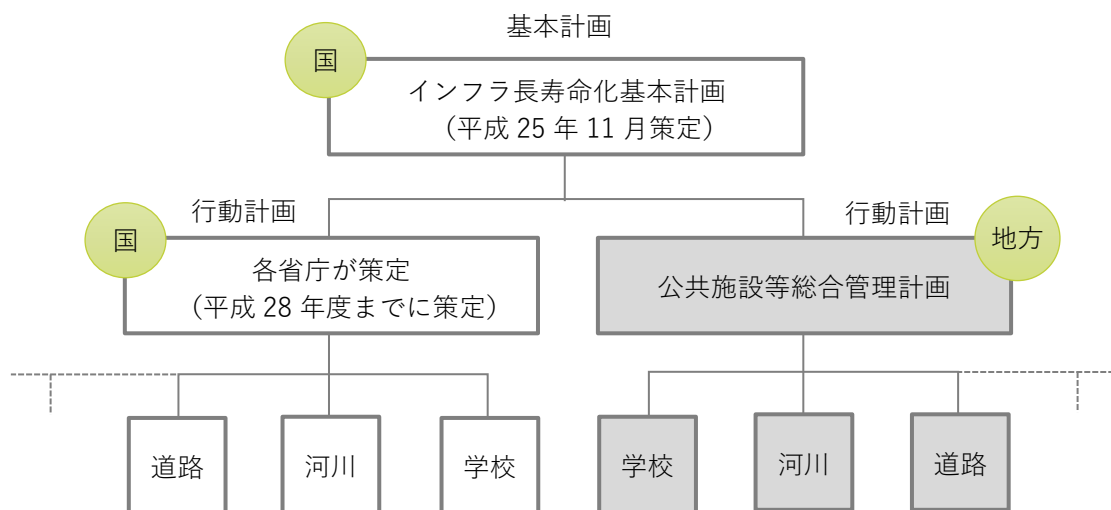 基本計画
国
インフラ長寿命化基本計画
（平成 25 年 11 月策定）
行動計画
国
各省庁が策定
（平成 28 年度までに策定）
行動計画
地方
公共施設等総合管理計画
道路
河川
学校
学校
河川
道路